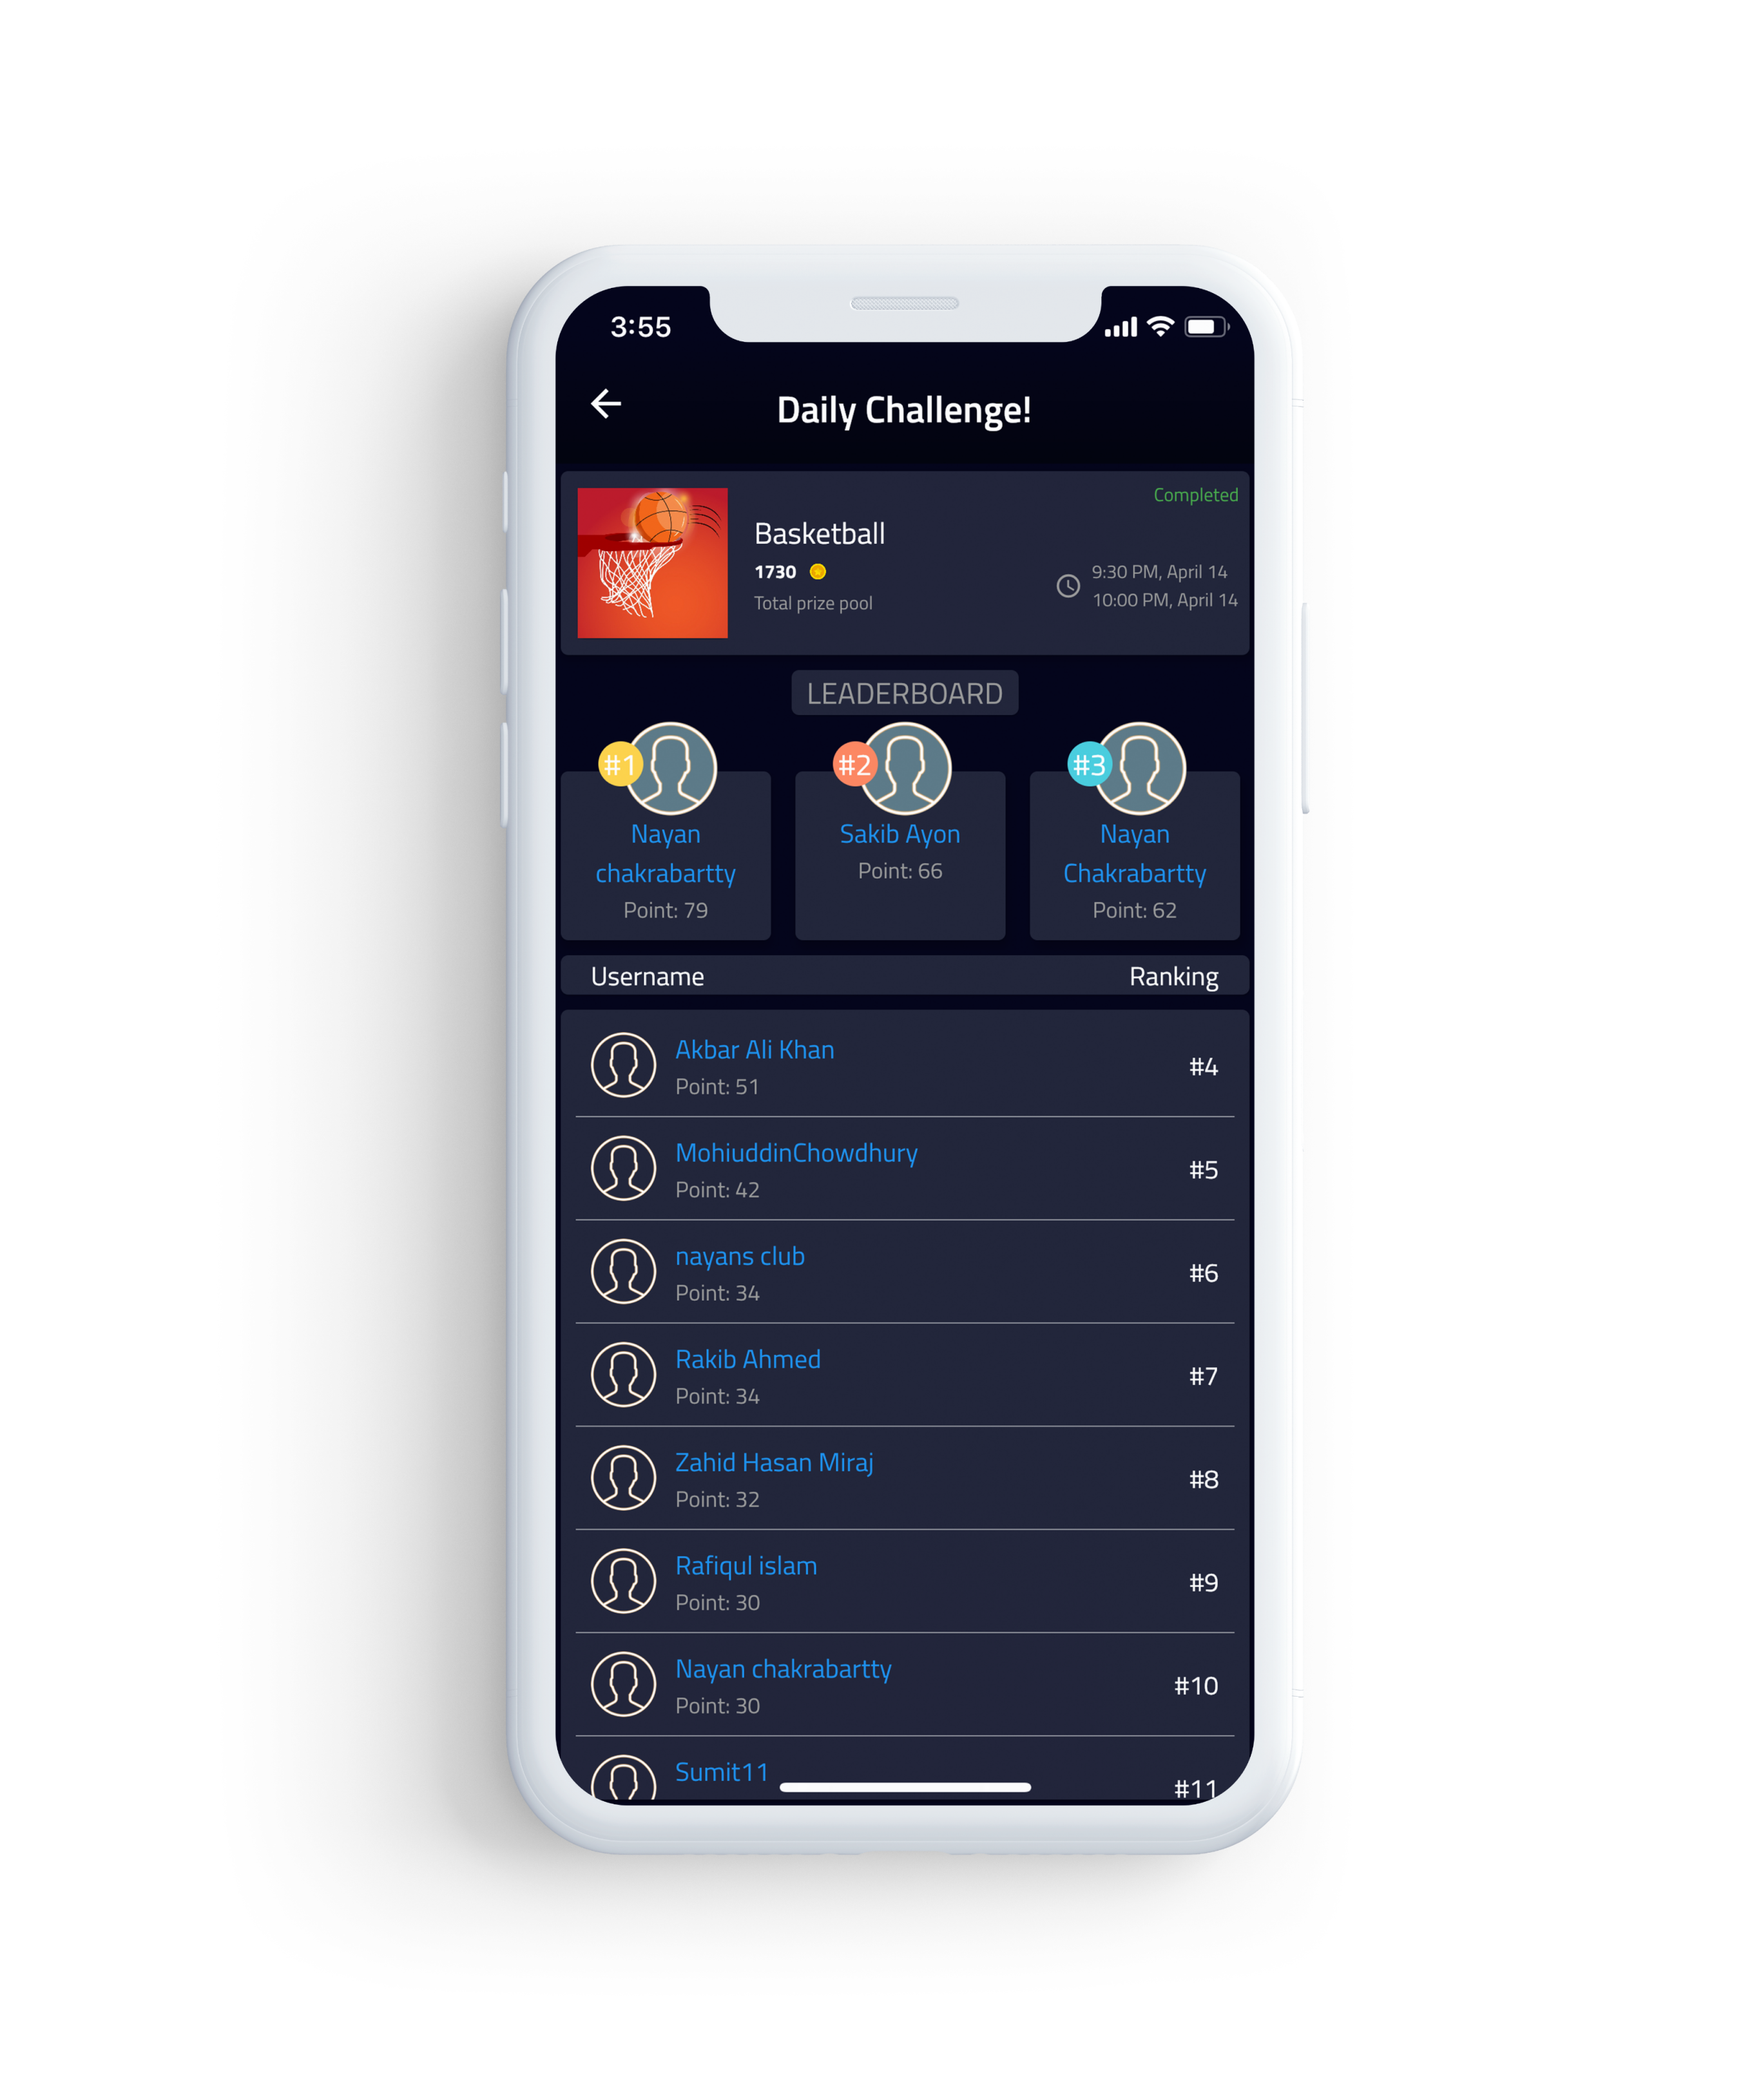 3:55
Daily Challenge!
Completed
Basketball
1730
9:30 PM, April 14
Total prize pool
10:00 PM, April 14
LEADERBOARD
#1
#2
#3
Nayan
chakrabartty
Point: 79
Sakib Ayon
Point: 66
Nayan
Chakrabartty
Point: 62
Username
Ranking
Akbar Ali Khan
Point: 51
#4
MohiuddinChowdhury
Point: 42
#5
nayans club
Point: 34
#6
Rakib Ahmed
Point: 34
#7
Zahid Hasan Miraj
Point: 32
#8
Rafiqul islam
Point: 30
#9
Nayan chakrabartty
Point: 30
#10
Sumit11
#11